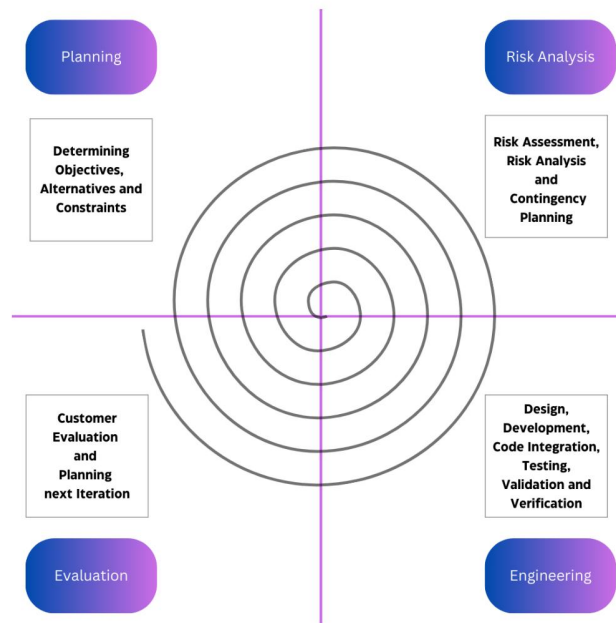 Planning
Risk Analysis
Determining
Objectives,
Alternatives and
Constraints
Risk Assessment,
Risk Analysis
and
Contingency
Planning
Customer
Evaluation
and
Planning
next Iteration
Design,
Development,
Code Integration,
Testing,
Validation and
Verification
Evaluation
Engineering